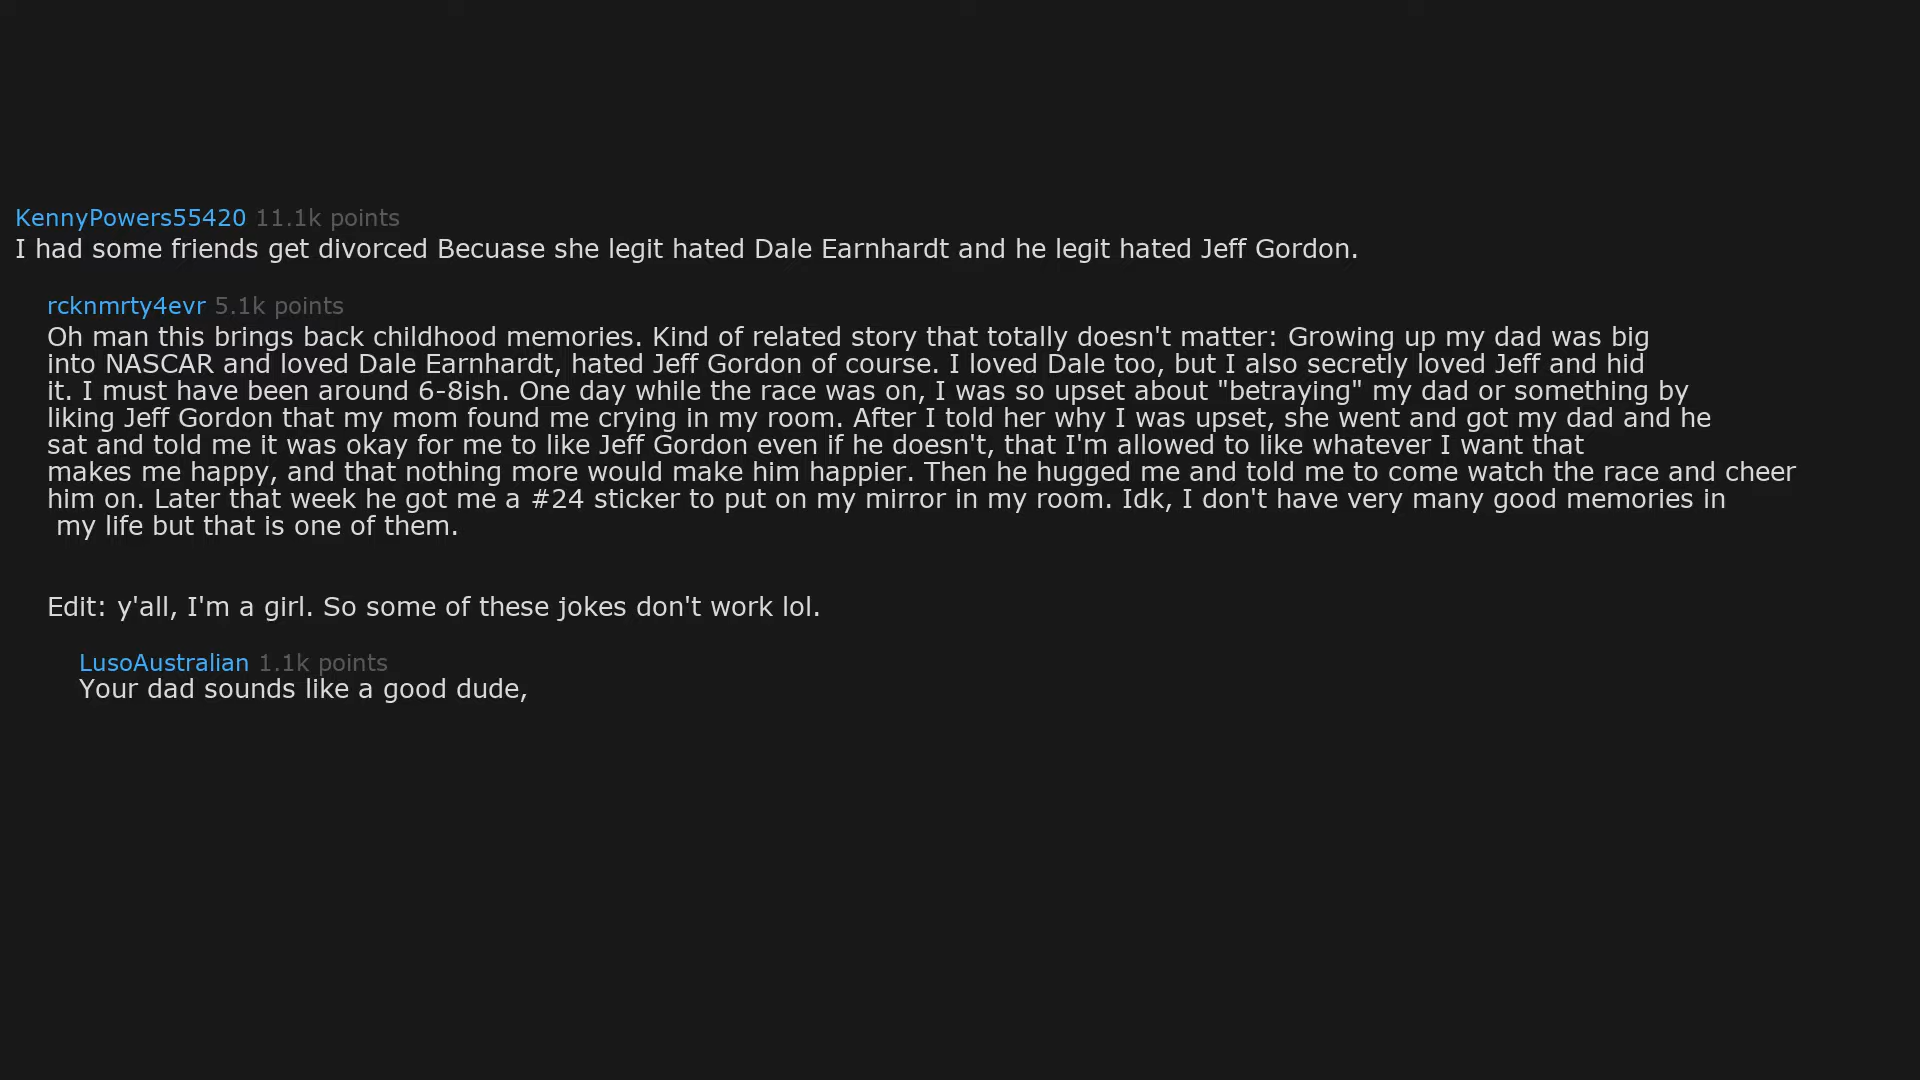 KennyPowers55420 11.1k points
I had some friends get divorced Becuase she legit hated Dale Earnhardt and he legit hated Jeff Gordon.
rcknmrty4evr 5.1k points
Oh man this brings back childhood memories. Kind of related story that totally doesn't matter: Growing up my dad was big
into NASCAR and loved Dale Earnhardt, hated Jeff Gordon of course. I loved Dale too, but I also secretly loved Jeff and hid
it. I must have been around 6-8ish. One day while the race was on, I was so upset about "betraying" my dad or something by
liking Jeff Gordon that my mom found me crying in my room. After I told her why I was upset, she went and got my dad and he
sat and told me it was okay for me to like Jeff Gordon even if he doesn't, that I'm allowed to like whatever I want that
makes me happy, and that nothing more would make him happier. Then he hugged me and told me to come watch the race and cheer
him on. Later that week he got me a #24 sticker to put on my mirror in my room. Idk, I don't have very many good memories in
my life but that is one of them.
Edit: y'all, I'm a girl. So some of these jokes don't work lol.
LusoAustralian 1.1k points
Your dad sounds like a good dude,